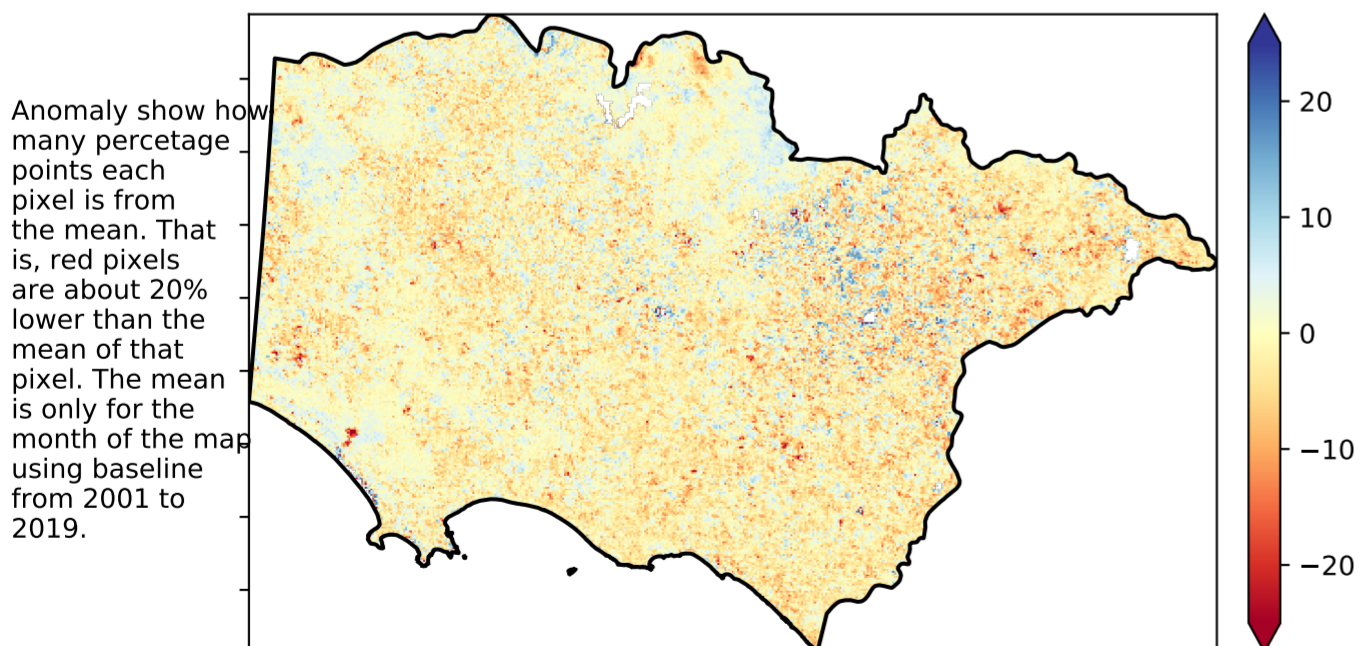 Anomaly show how
many percetage
points each
pixel is from
the mean. That
is, red pixels
are about 20%
lower than the
mean of that
pixel. The mean
is only for the
month of the map
using baseline
from 2001 to
2019.
20
10
0
−10
−20